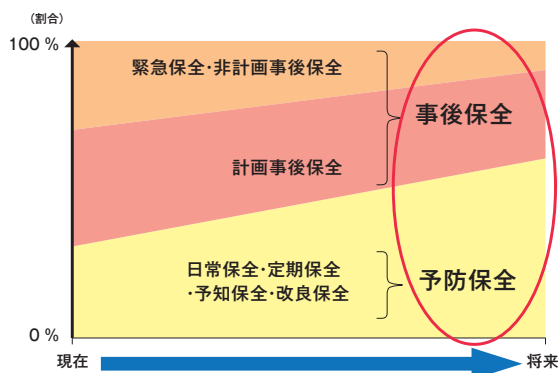 (割合)
100 %
緊急保全・非計画事後保全
事後保全
計画事後保全
日常保全・定期保全
・予知保全・改良保全
予防保全
0 %
現在
将来